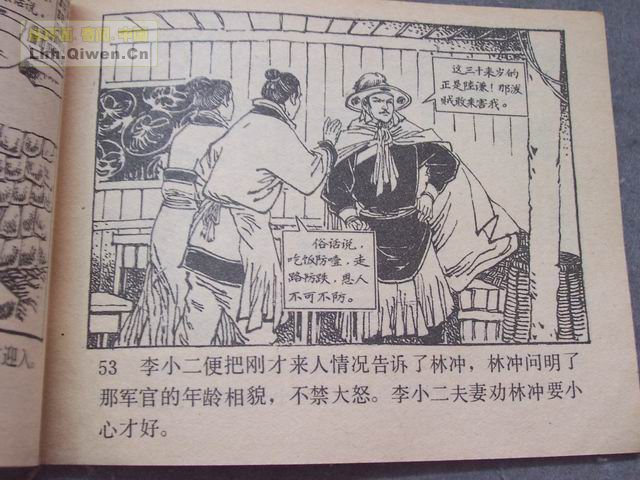 Lkh.Qiwen.Cn
这三十来岁的
正是陆谦！那泼
贼敢来害我。
俗话说，
吃饭防噎，走
路防跌，恩人
不可不防。
53 李小二便把刚才来人情况告诉了林冲，林冲问明了
那军官的年龄相貌，不禁大怒。李小二夫妻劝林冲要小
心才好。
迎入